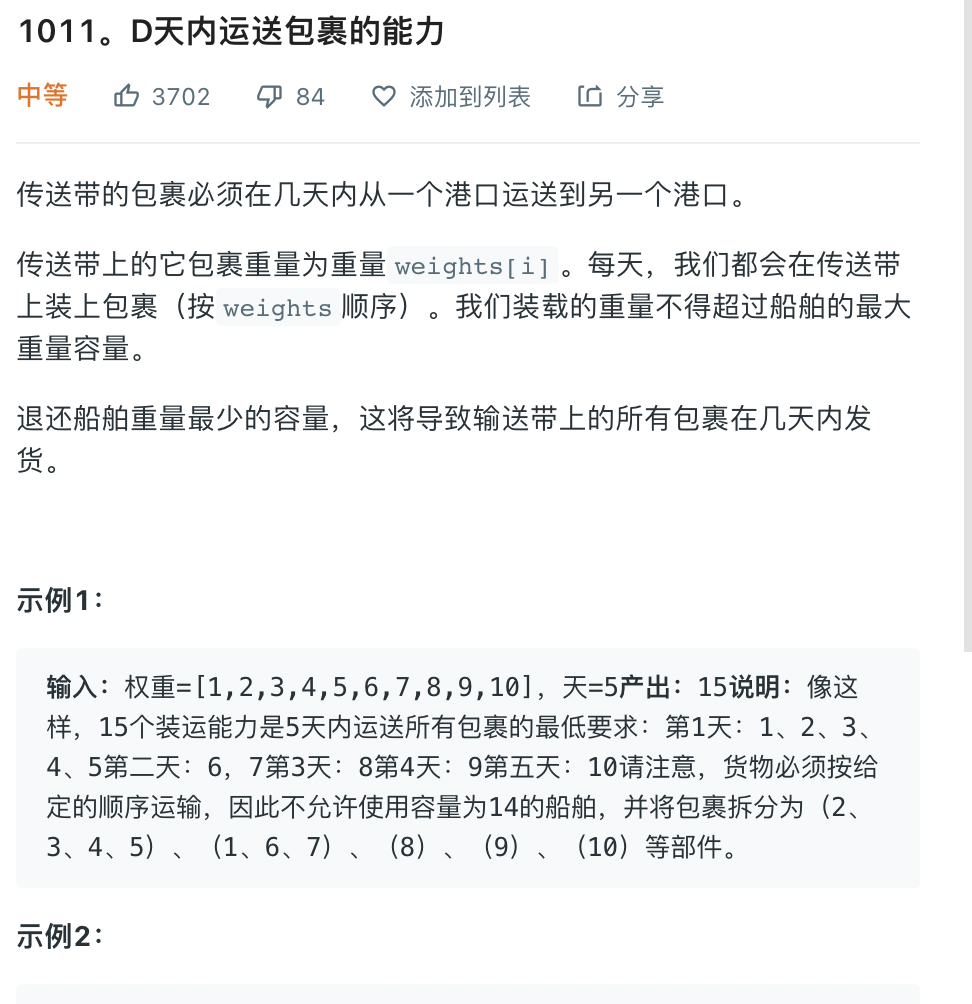 1011。D天内运送包裹的能力
中等 3702 84 添加到列表 分享
传送带的包裹必须在几天内从一个港口运送到另一个港口。
传送带上的它包裹重量为重量 weights[i] 。每天，我们都会在传送带
上装上包裹（按 weights 顺序）。我们装载的重量不得超过船舶的最大
重量容量。
退还船舶重量最少的容量，这将导致输送带上的所有包裹在几天内发
货。
示例1：
输入：权重=[1,2,3,4,5,6,7,8,9,10]，天=5产出：15说明：像这
样，15个装运能力是5天内运送所有包裹的最低要求：第1天：1、2、3、
4、5第二天：6，7第3天：8第4天：9第五天：10请注意，货物必须按给
定的顺序运输，因此不允许使用容量为14的船舶，并将包裹拆分为（2、
3、4、5）、（1、6、7）、（8）、（9）、（10）等部件。
示例2：